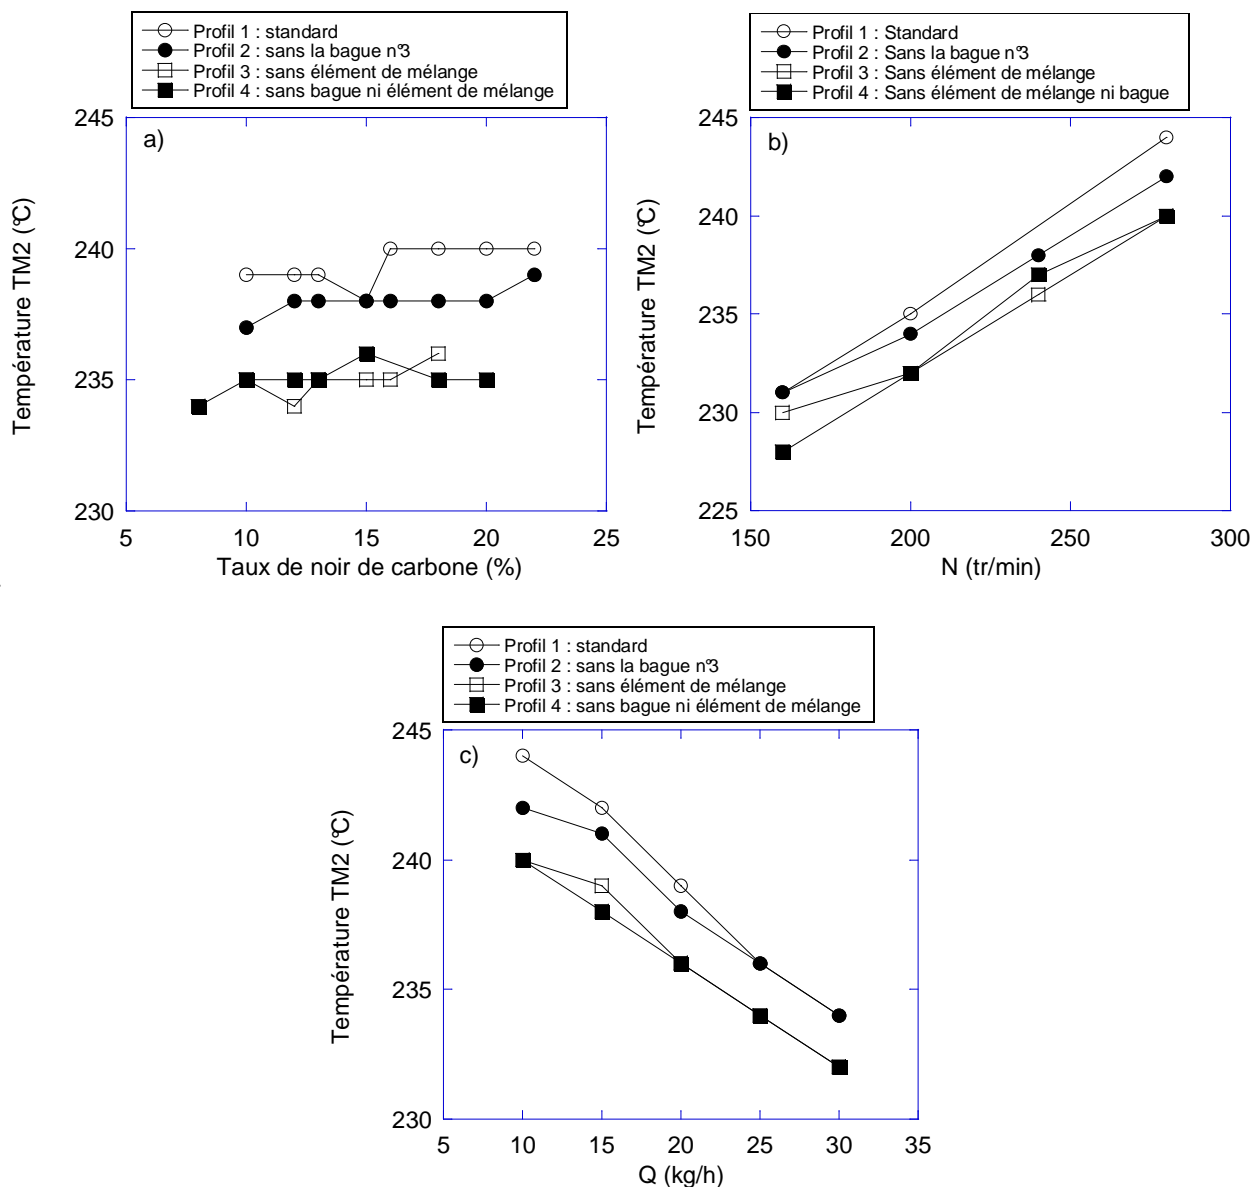 Profil 1 : standard
Profil 2 : sans la bague n°3
Profil 3 : sans élément de mélange
Profil 4 : sans bague ni élément de mélange
245
240
235
230
a)
Température TM2 (°C)
5 10 15 20 25
Taux de noir de carbone (%)
Profil 1 : Standard
Profil 2 : Sans la bague n°3
Profil 3 : Sans élément de mélange
Profil 4 : Sans élément de mélange ni bague
245
240
235
230
225
b)
Température TM2 (°C)
150 200 250 300
N (tr/min)
Profil 1 : standard
Profil 2 : sans la bague n°3
Profil 3 : sans élément de mélange
Profil 4 : sans bague ni élément de mélange
245
240
235
230
c)
Température TM2 (°C)
5 10 15 20 25 30 35
Q (kg/h)